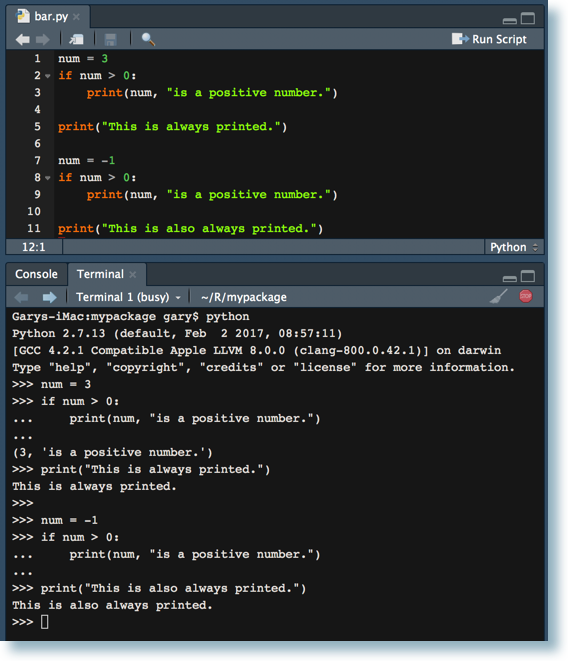 bar.py
Run Script
1 num = 3
2 if num > 0:
3     print(num, "is a positive number.")
4
5 print("This is always printed.")
6
7 num = -1
8 if num > 0:
9     print(num, "is a positive number.")
10
11 print("This is also always printed.")
12:1 Python
Console Terminal
Terminal 1 (busy) ~/R/mypackage
Garys-iMac:mypackage gary$ python
Python 2.7.13 (default, Feb  2 2017, 08:57:11)
[GCC 4.2.1 Compatible Apple LLVM 8.0.0 (clang-800.0.42.1)] on darwin
Type "help", "copyright", "credits" or "license" for more information.
>>> num = 3
>>> if num > 0:
...     print(num, "is a positive number.")
...
(3, 'is a positive number.')
>>> print("This is always printed.")
This is always printed.
>>>
>>> num = -1
>>> if num > 0:
...     print(num, "is a positive number.")
...
>>> print("This is also always printed.")
This is also always printed.
>>>